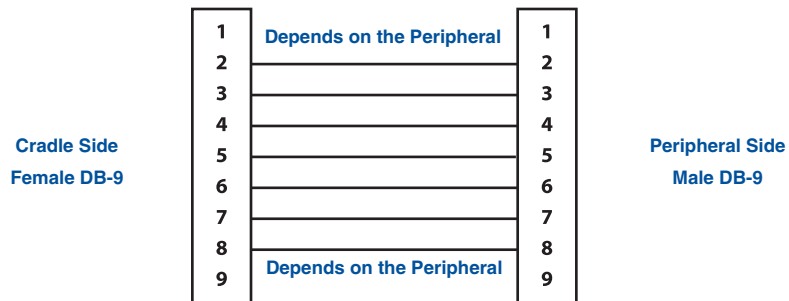 1 Depends on the Peripheral 1
2 2
3 3
4 4
Cradle Side 5 5 Peripheral Side
Female DB-9 6 6 Male DB-9
7 7
8 8
Depends on the Peripheral
9 9